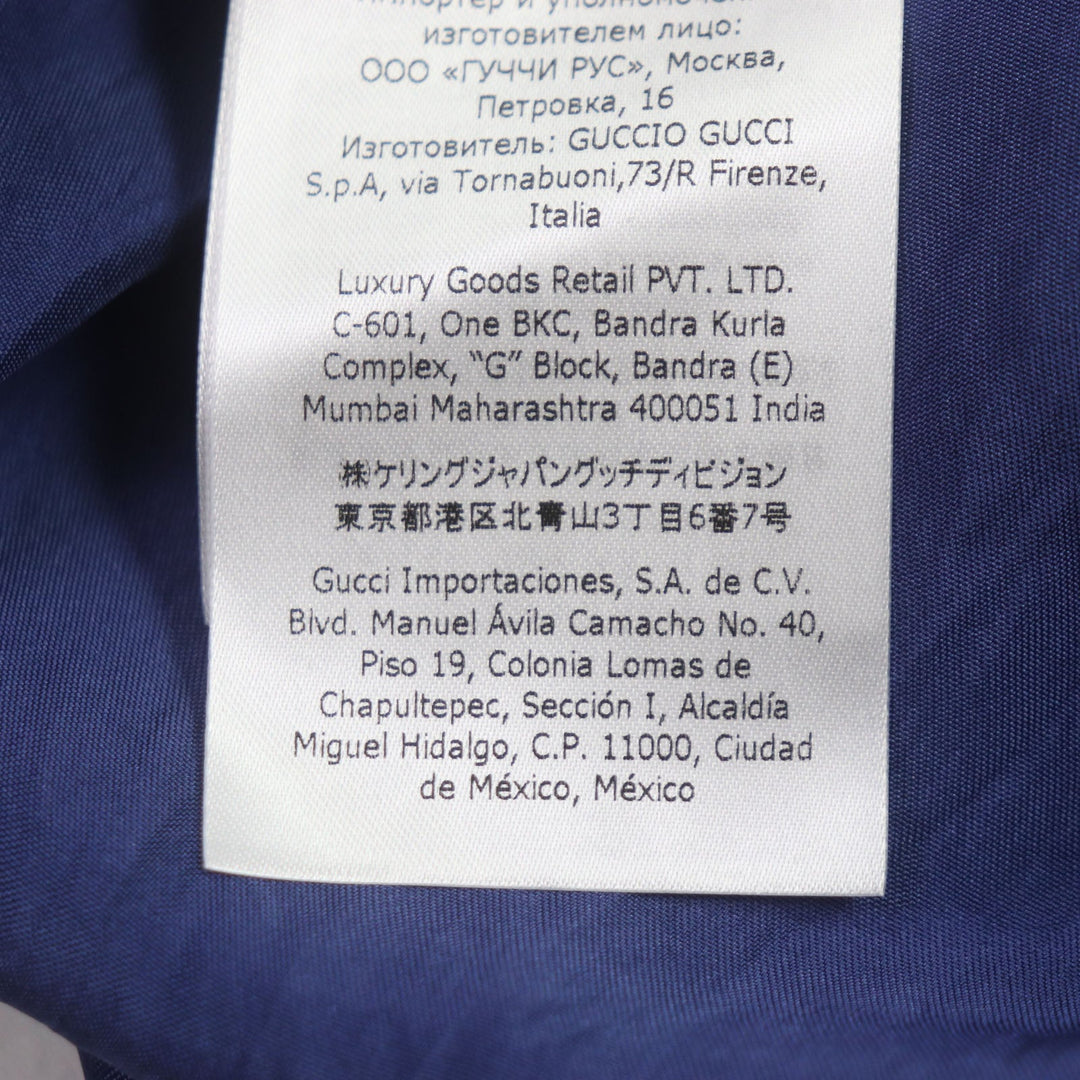 Импортер и уполномоченное
изготовителем лицо:
ООО «ГУЧЧИ РУС», Москва,
Петровка, 16
Изготовитель: GUCCIO GUCCI
S.p.A, via Tornabuoni,73/R Firenze,
Italia
Luxury Goods Retail PVT. LTD.
C-601, One BKC, Bandra Kurla
Complex, “G” Block, Bandra (E)
Mumbai Maharashtra 400051 India
㈱ケリングジャパングッチディビジョン
東京都港区北青山3丁目6番7号
Gucci Importaciones, S.A. de C.V.
Blvd. Manuel Ávila Camacho No. 40,
Piso 19, Colonia Lomas de
Chapultepec, Sección I, Alcaldía
Miguel Hidalgo, C.P. 11000, Ciudad
de México, México